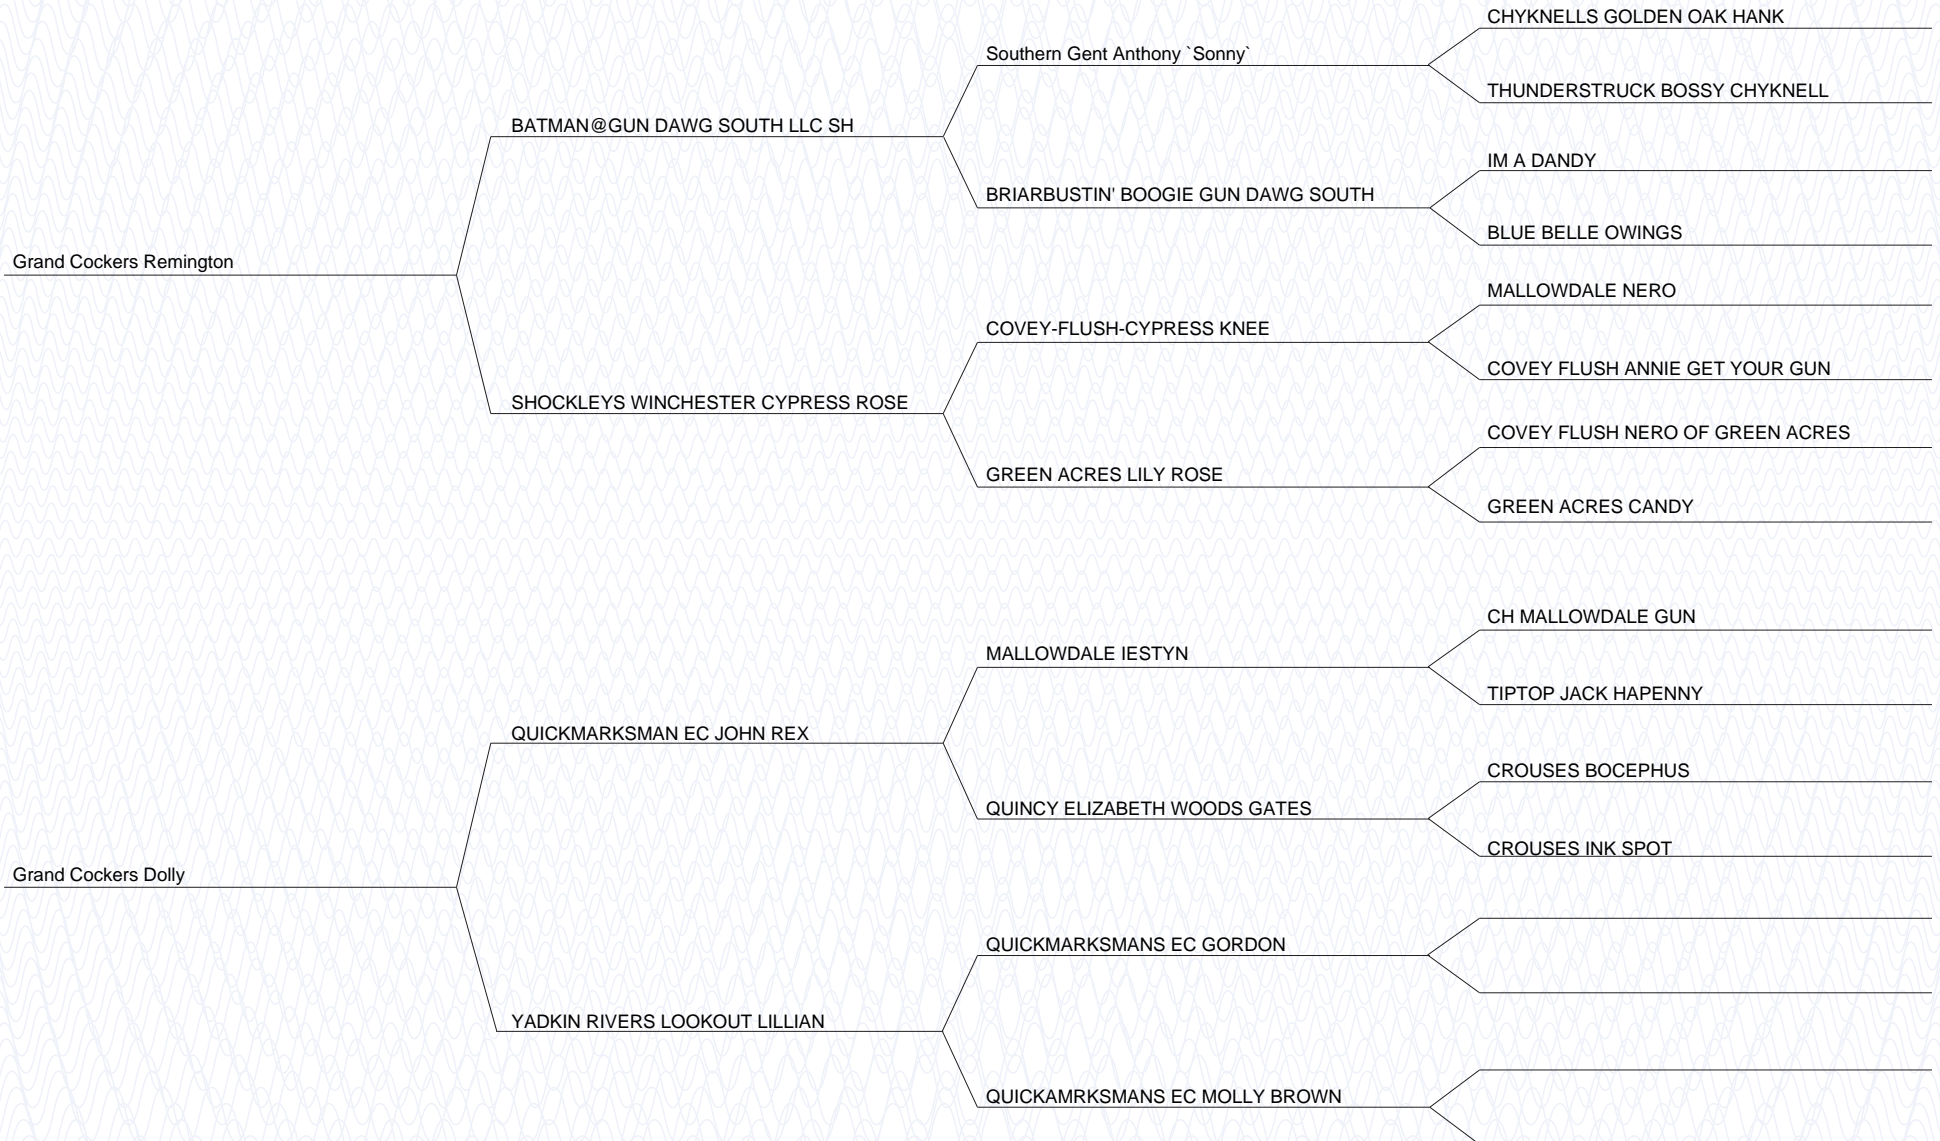 CHYKNELLS GOLDEN OAK HANK
Southern Gent Anthony `Sonny`
THUNDERSTRUCK BOSSY CHYKNELL
BATMAN@GUN DAWG SOUTH LLC SH
IM A DANDY
BRIARBUSTIN' BOOGIE GUN DAWG SOUTH
BLUE BELLE OWINGS
Grand Cockers Remington
MALLOWDALE NERO
COVEY-FLUSH-CYPRESS KNEE
COVEY FLUSH ANNIE GET YOUR GUN
SHOCKLEYS WINCHESTER CYPRESS ROSE
COVEY FLUSH NERO OF GREEN ACRES
GREEN ACRES LILY ROSE
GREEN ACRES CANDY
CH MALLOWDALE GUN
MALLOWDALE IESTYN
TIPTOP JACK HAPENNY
QUICKMARKSMAN EC JOHN REX
CROUSES BOCEPHUS
QUINCY ELIZABETH WOODS GATES
CROUSES INK SPOT
Grand Cockers Dolly
QUICKMARKSMANS EC GORDON
YADKIN RIVERS LOOKOUT LILLIAN
QUICKAMRKSMANS EC MOLLY BROWN